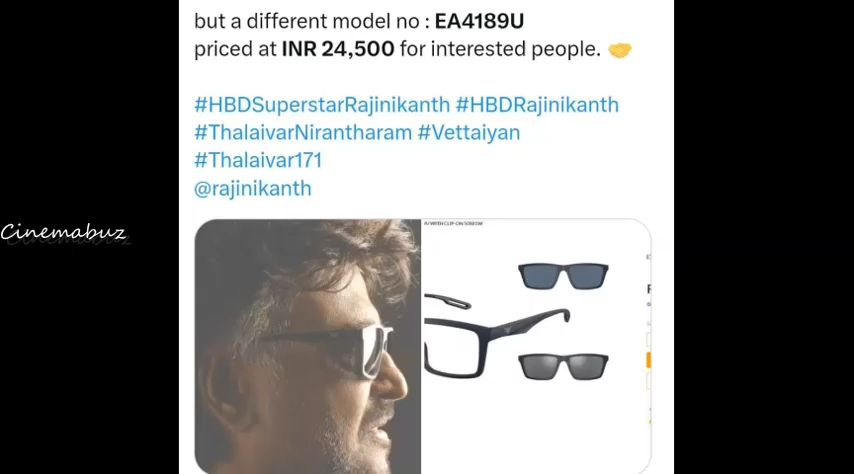 but a different model no : EA4189U
priced at INR 24,500 for interested people. 🤝
#HBDSuperstarRajinikanth #HBDRajinikanth
#ThalaivarNirantharam #Vettaiyan
#Thalaivar171
@rajinikanth
Cinemabuz